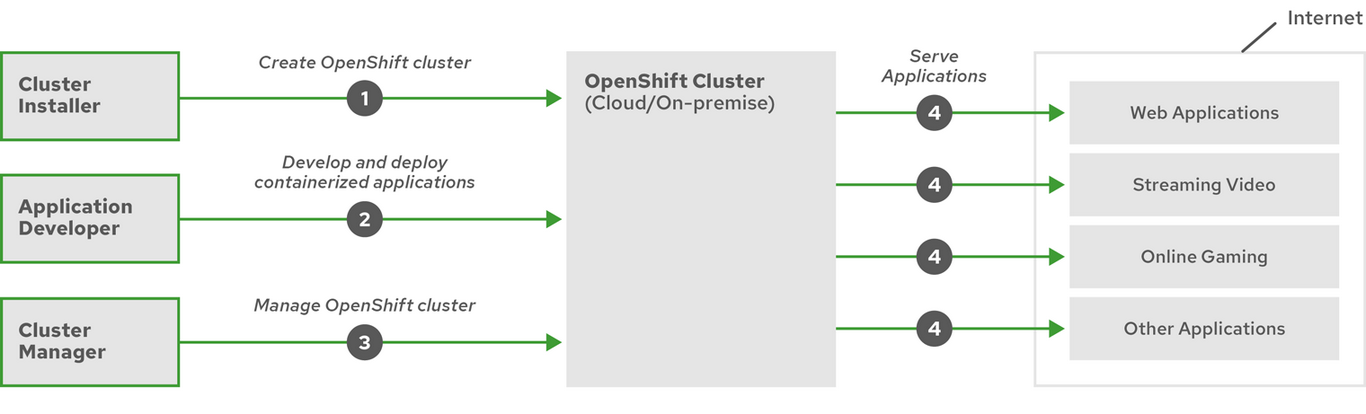 Internet
Cluster
Installer
Create OpenShift cluster
1
OpenShift Cluster
(Cloud/On-premise)
Serve
Applications
4
Web Applications
Application
Developer
Develop and deploy
containerized applications
2
4
Streaming Video
4
Online Gaming
Cluster
Manager
Manage OpenShift cluster
3
4
Other Applications